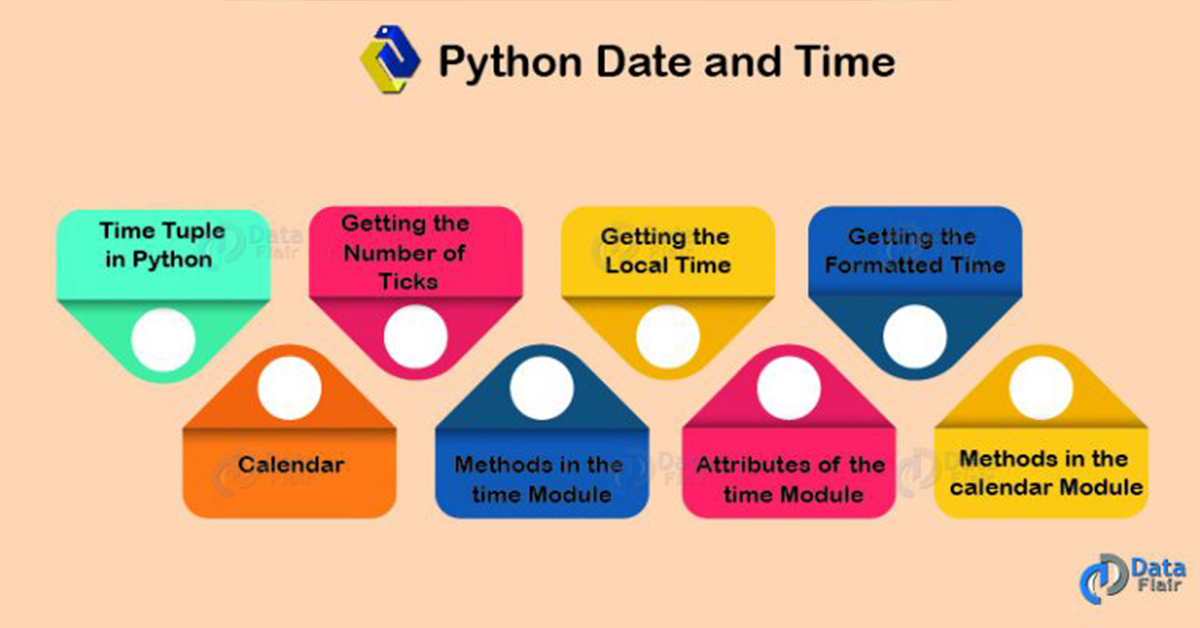 Python Date and Time
Time Tuple
in Python
Getting the
Number of
Ticks
Getting the
Local Time
Getting the
Formatted Time
Calendar
Methods in the
time Module
Attributes of the
time Module
Methods in the
calendar Module
Data
Flair